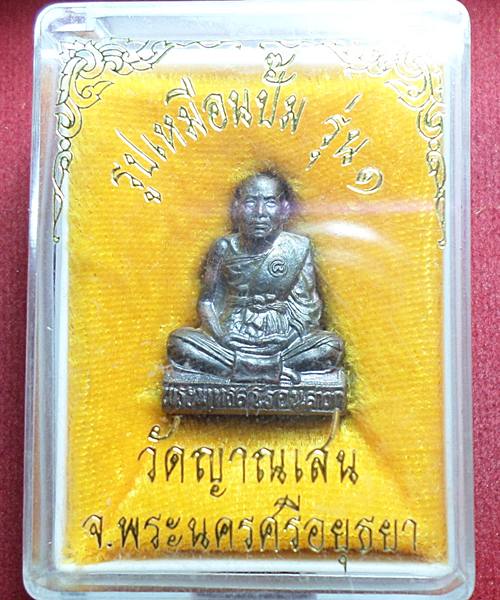 รูปเหมือนปั๊ม รุ่น ๑
วัดญาณเสน
จ.พระนครศรีอยุธยา